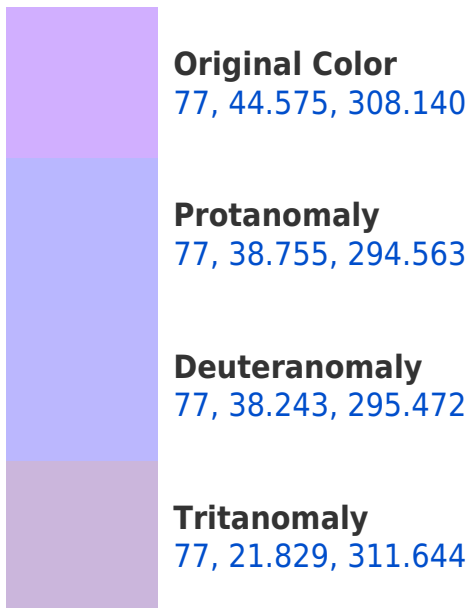 Original Color
77, 44.575, 308.140
Protanomaly
77, 38.755, 294.563
Deuteranomaly
77, 38.243, 295.472
Tritanomaly
77, 21.829, 311.644